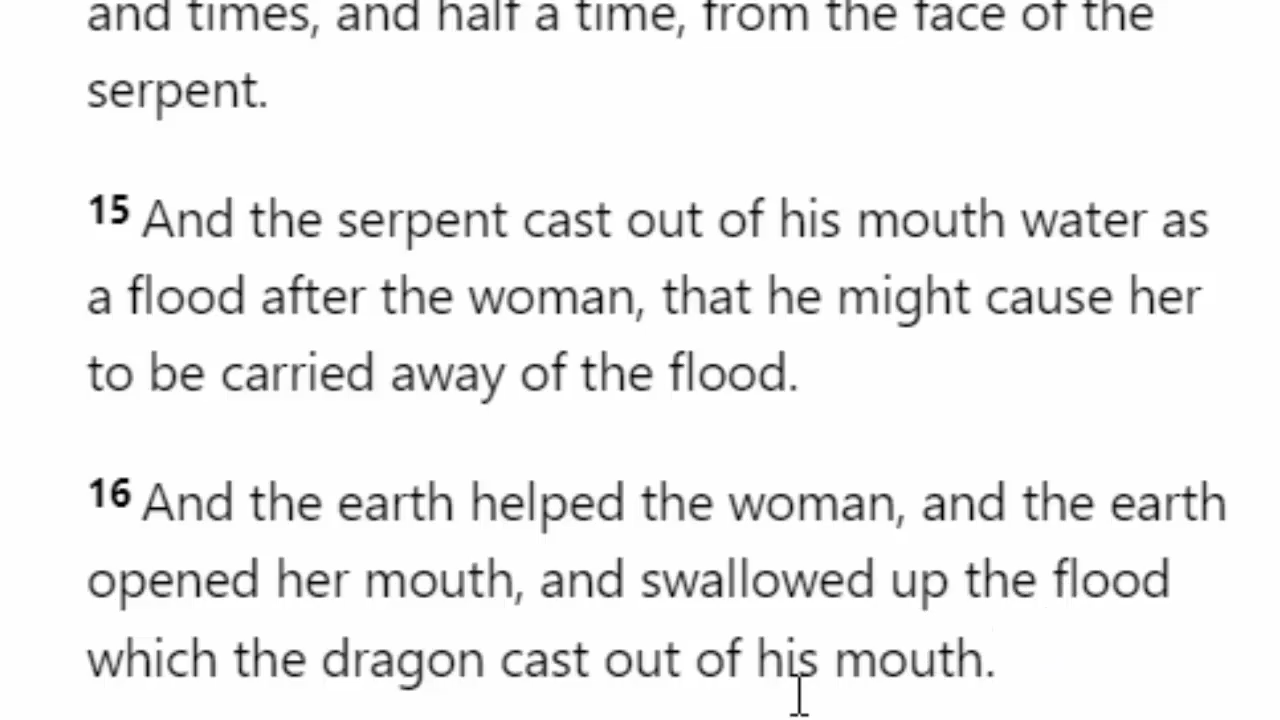 and times, and half a time, from the face of the
serpent.
15 And the serpent cast out of his mouth water as
a flood after the woman, that he might cause her
to be carried away of the flood.
16 And the earth helped the woman, and the earth
opened her mouth, and swallowed up the flood
which the dragon cast out of his mouth.